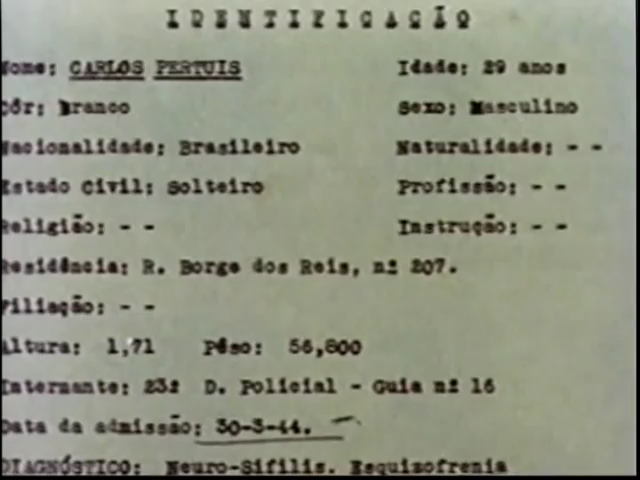 IDENTIFICAÇÃO
Nome: CARLOS PERTUIS Idade: 29 anos
Côr: Branco Sexo: Masculino
Nacionalidade: Brasileiro Naturalidade: - -
Estado Civil: Solteiro Profissão: - -
Religião: - - Instrução: - -
Residência: R. Borge dos Reis, nº 207.
Filiação: - -
Altura: 1,71 Pêso: 56,800
Internante: 23º D. Policial - Guia nº 16
Data da admissão: 30-3-44.
DIAGNÓSTICO: Neuro-Sifilis. Esquizofrenia